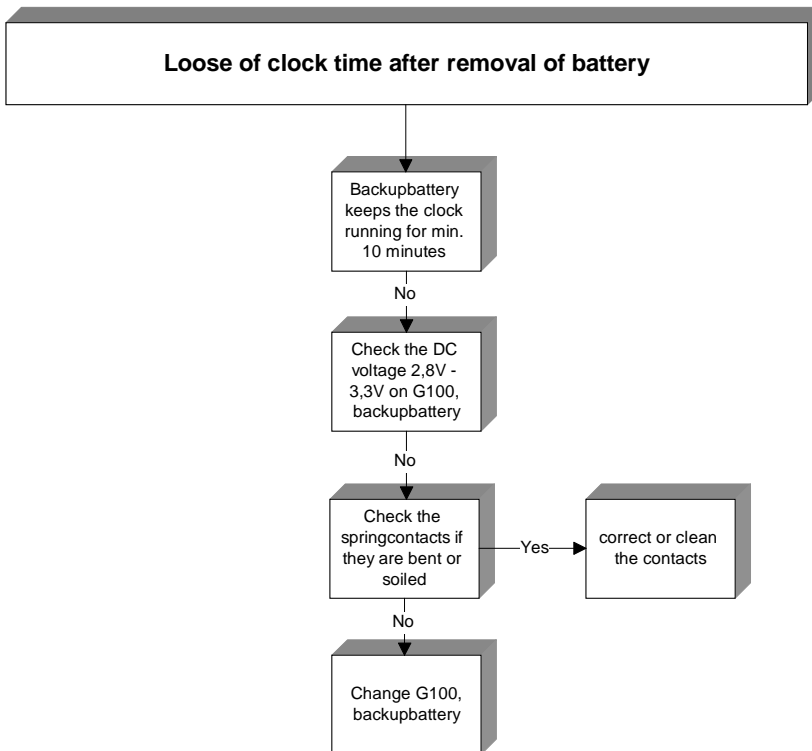 Loose of clock time after removal of battery
Backupbattery
keeps the clock
running for min.
10 minutes
No
Check the DC
voltage 2,8V -
3,3V on G100,
backupbattery
No
Check the
springcontacts if
they are bent or
soiled
Yes
correct or clean
the contacts
No
Change G100,
backupbattery